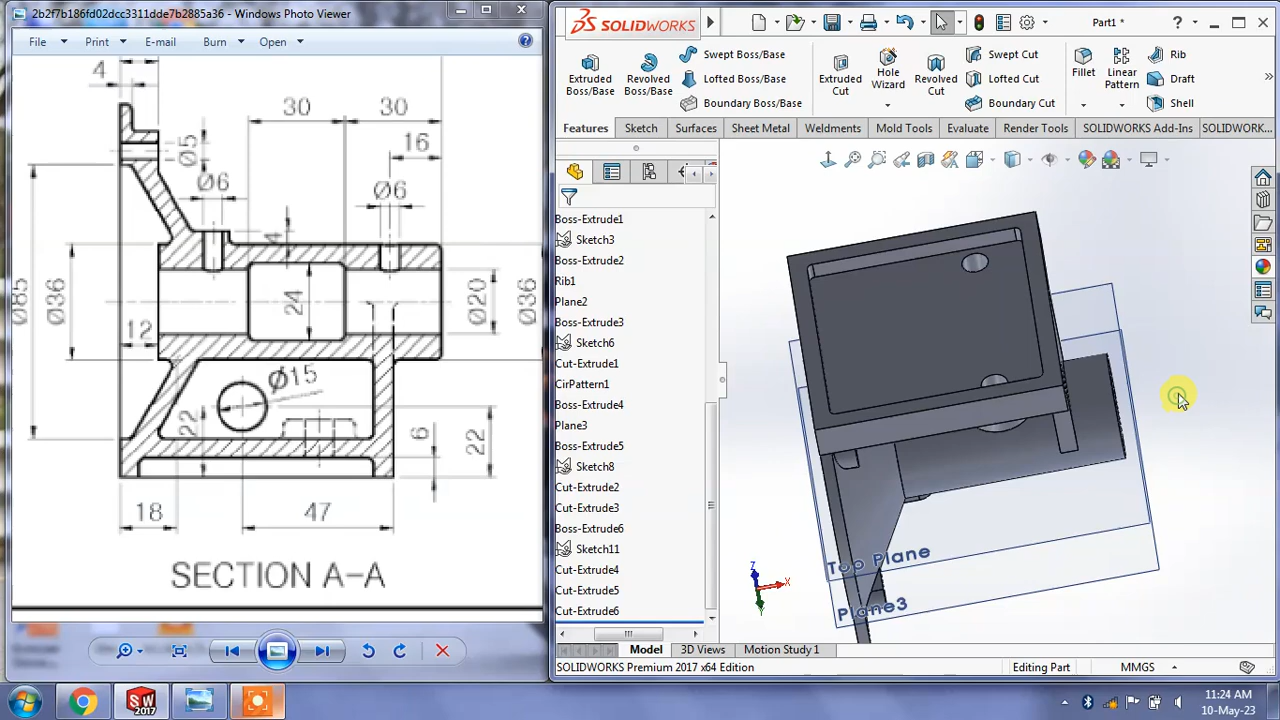 2b2f7b186fd02dcc3311dde7b2885a36 - Windows Photo Viewer
File Print E-mail Burn Open
4
30 30
16
Ø5
Ø6 Ø6
4
Ø85 Ø36 24 Ø20 Ø36
12
Ø15
22 6 22
18 47
SECTION A-A
SOLIDWORKS Part1 *
Extruded Boss/Base
Revolved Boss/Base
Swept Boss/Base
Lofted Boss/Base
Boundary Boss/Base
Extruded Cut
Hole Wizard
Revolved Cut
Swept Cut
Lofted Cut
Boundary Cut
Fillet
Linear Pattern
Rib
Draft
Shell
Features Sketch Surfaces Sheet Metal Weldments Mold Tools Evaluate Render Tools SOLIDWORKS Add-Ins SOLIDWORK...
Boss-Extrude1
Sketch3
Boss-Extrude2
Rib1
Plane2
Boss-Extrude3
Sketch6
Cut-Extrude1
CirPattern1
Boss-Extrude4
Plane3
Boss-Extrude5
Sketch8
Cut-Extrude2
Cut-Extrude3
Boss-Extrude6
Sketch11
Cut-Extrude4
Cut-Extrude5
Cut-Extrude6
Top Plane
Plane3
Z
X
Model 3D Views Motion Study 1
SOLIDWORKS Premium 2017 x64 Edition Editing Part MMGS
SW 2017
11:24 AM
10-May-23